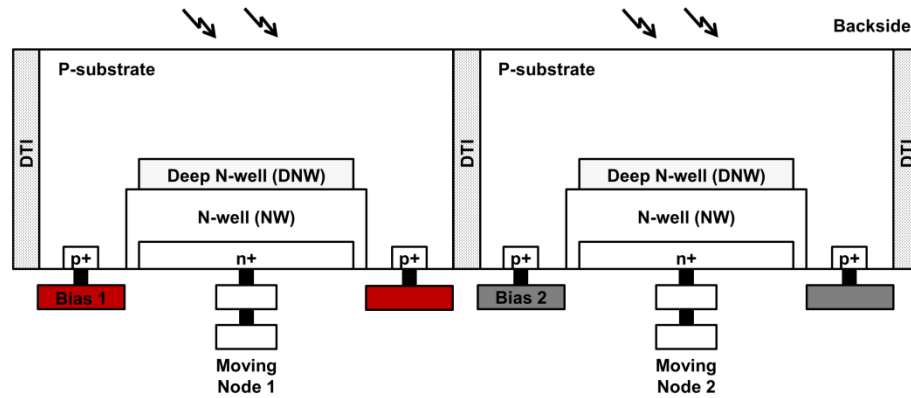 Backside
P-substrate
P-substrate
DTI
DTI
DTI
Deep N-well (DNW)
Deep N-well (DNW)
N-well (NW)
N-well (NW)
p+
n+
p+
p+
n+
p+
Bias 1
Bias 2
Moving
Node 1
Moving
Node 2